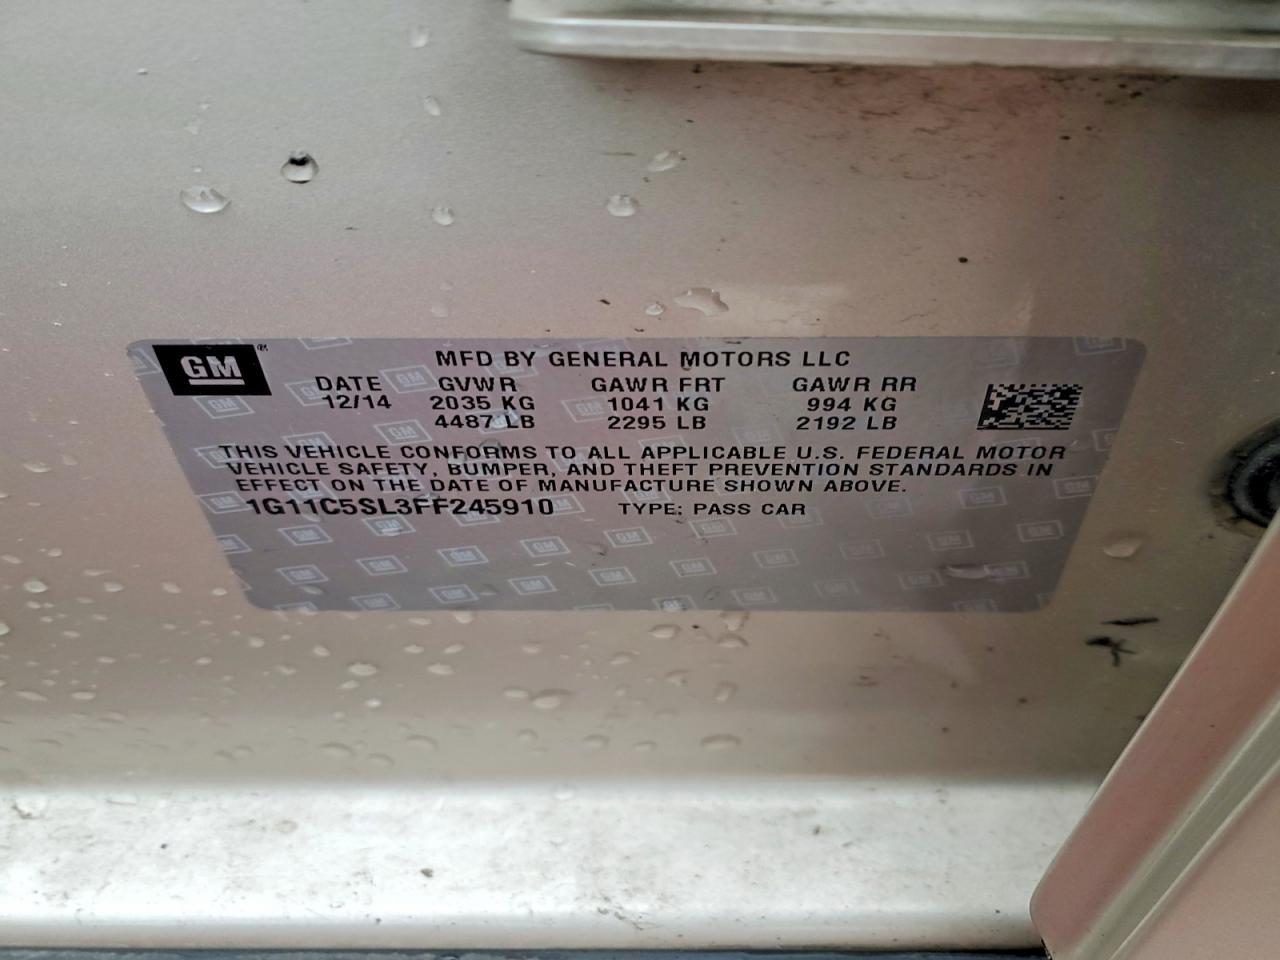 GM®
MFD BY GENERAL MOTORS LLC
DATE GVWR GAWR FRT GAWR RR
12/14 2035 KG 1041 KG 994 KG
4487 LB 2295 LB 2192 LB
THIS VEHICLE CONFORMS TO ALL APPLICABLE U.S. FEDERAL MOTOR
VEHICLE SAFETY, BUMPER, AND THEFT PREVENTION STANDARDS IN
EFFECT ON THE DATE OF MANUFACTURE SHOWN ABOVE.
1G11C5SL3FF245910 TYPE: PASS CAR